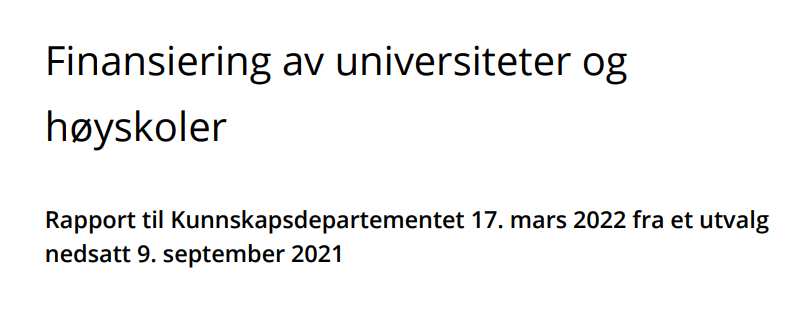 Finansiering av universiteter og
høyskoler
Rapport til Kunnskapsdepartementet 17. mars 2022 fra et utvalg
nedsatt 9. september 2021